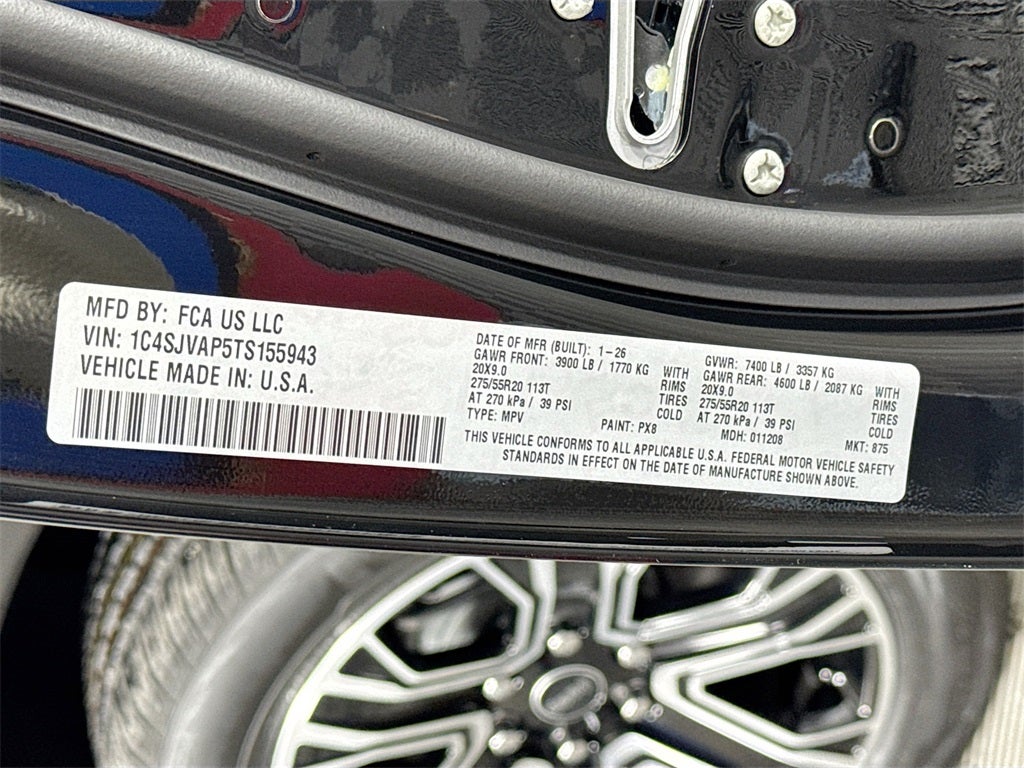 MFD BY: FCA US LLC
VIN: 1C4SJVAP5TS155943
VEHICLE MADE IN: U.S.A.
DATE OF MFR (BUILT): 1-26
GAWR FRONT: 3900 LB / 1770 KG WITH
20X9.0 RIMS
275/55R20 113T TIRES
AT 270 kPa / 39 PSI COLD
TYPE: MPV PAINT: PX8
GVWR: 7400 LB / 3357 KG
GAWR REAR: 4600 LB / 2087 KG WITH
20X9.0 RIMS
275/55R20 113T TIRES
AT 270 kPa / 39 PSI COLD
MDH: 011208 MKT: 875
THIS VEHICLE CONFORMS TO ALL APPLICABLE U.S.A. FEDERAL MOTOR VEHICLE SAFETY
STANDARDS IN EFFECT ON THE DATE OF MANUFACTURE SHOWN ABOVE.